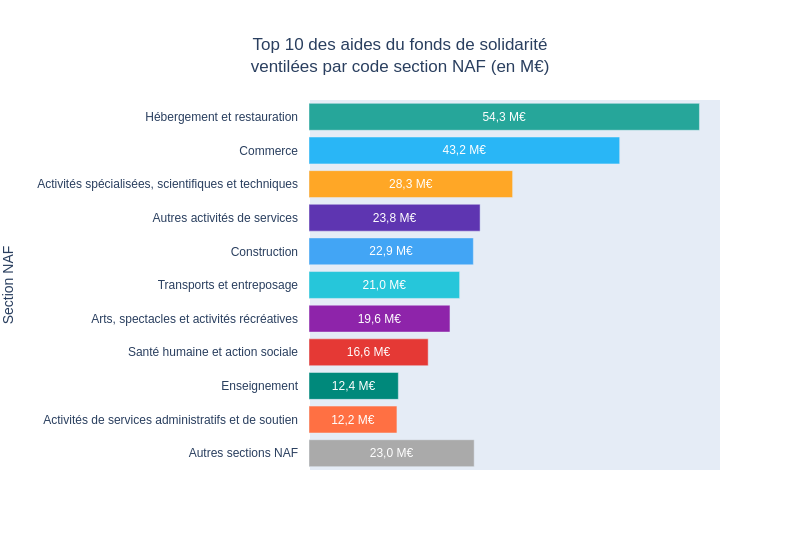 Top 10 des aides du fonds de solidarité
ventilées par code section NAF (en M€)
Section NAF
Hébergement et restauration 54,3 M€
Commerce 43,2 M€
Activités spécialisées, scientifiques et techniques 28,3 M€
Autres activités de services 23,8 M€
Construction 22,9 M€
Transports et entreposage 21,0 M€
Arts, spectacles et activités récréatives 19,6 M€
Santé humaine et action sociale 16,6 M€
Enseignement 12,4 M€
Activités de services administratifs et de soutien 12,2 M€
Autres sections NAF 23,0 M€